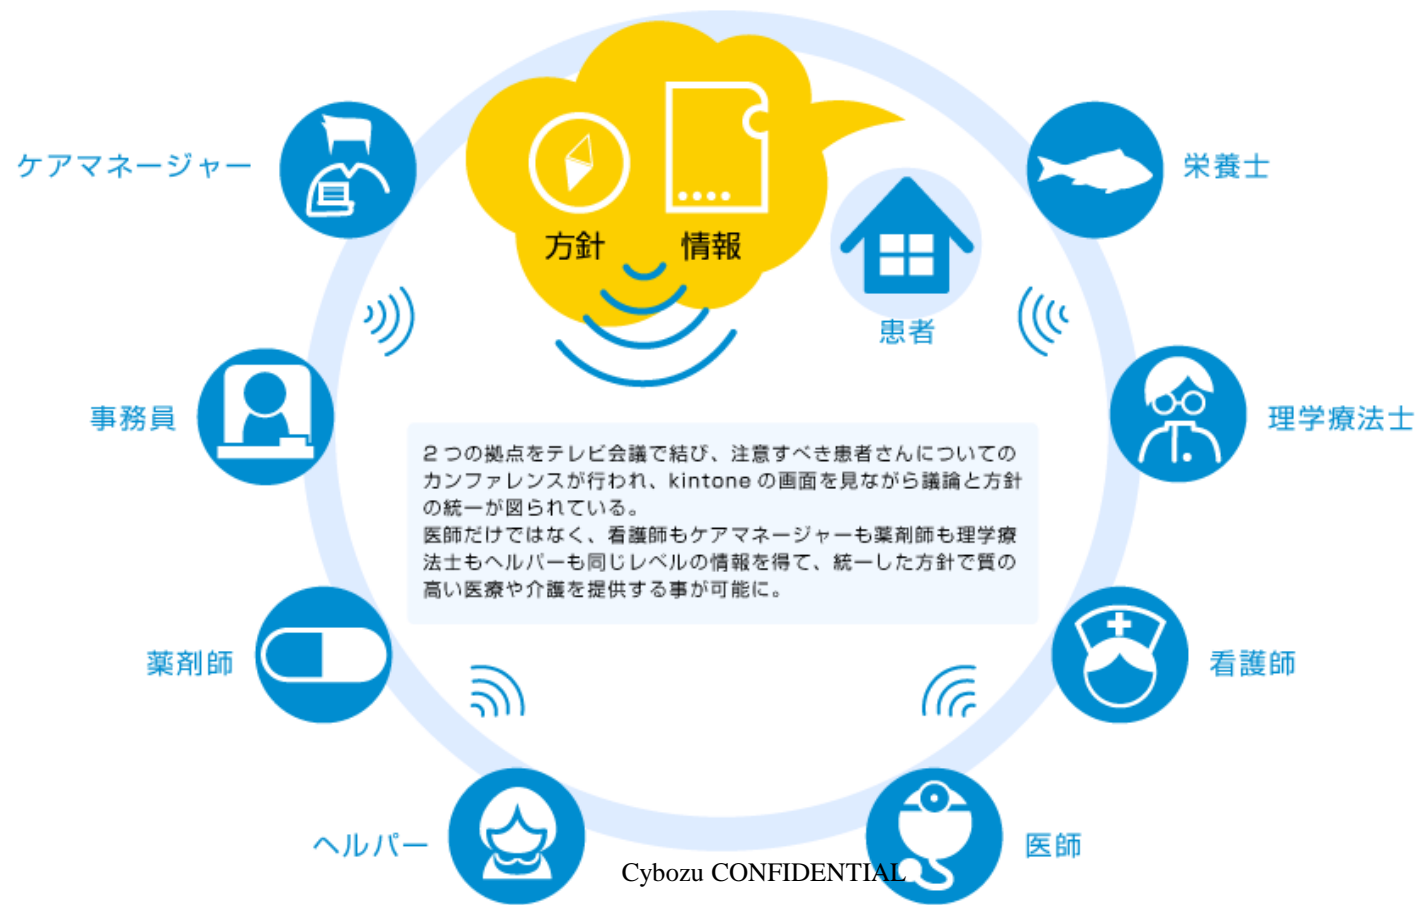 ケアマネージャー
栄養士
方針
情報
患者
事務員
理学療法士
2つの拠点をテレビ会議で結び、注意すべき患者さんについての
カンファレンスが行われ、kintoneの画面を見ながら議論と方針
の統一が図られている。
医師だけではなく、看護師もケアマネージャーも薬剤師も理学療
法士もヘルパーも同じレベルの情報を得て、統一した方針で質の
高い医療や介護を提供する事が可能に。
薬剤師
看護師
ヘルパー
医師
Cybozu CONFIDENTIAL